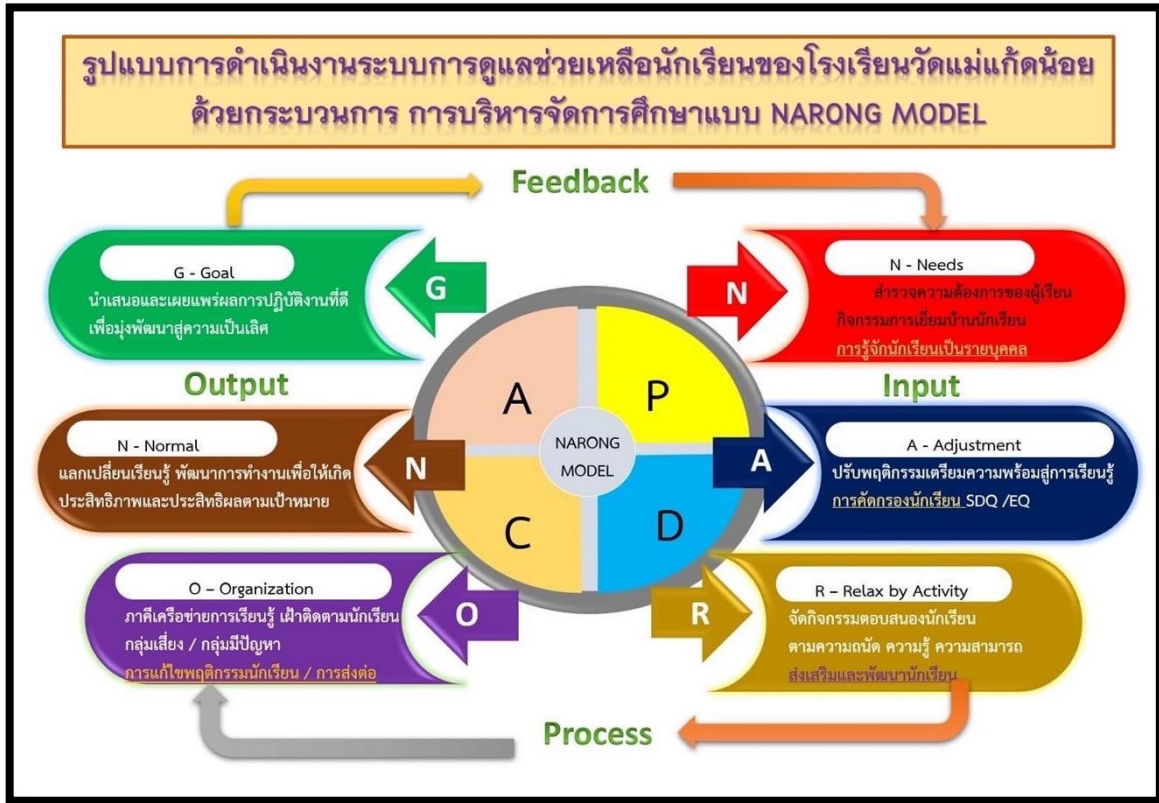 รูปแบบการดำเนินงานระบบการดูแลช่วยเหลือนักเรียนของโรงเรียนวัดแม่แก้ดน้อย
ด้วยกระบวนการ การบริหารจัดการศึกษาแบบ NARONG MODEL
Feedback
G - Goal
นำเสนอและเผยแพร่ผลการปฏิบัติงานที่ดี
เพื่อมุ่งพัฒนาสู่ความเป็นเลิศ
G
N
N - Needs
สำรวจความต้องการของผู้เรียน
กิจกรรมการเยี่ยมบ้านนักเรียน
การรู้จักนักเรียนเป็นรายบุคคล
Output
A
P
Input
N - Normal
แลกเปลี่ยนเรียนรู้ พัฒนาการทำงานเพื่อให้เกิด
ประสิทธิภาพและประสิทธิผลตามเป้าหมาย
N
NARONG
MODEL
A
A - Adjustment
ปรับพฤติกรรมเตรียมความพร้อมสู่การเรียนรู้
การคัดกรองนักเรียน SDQ /EQ
C
D
O – Organization
ภาคีเครือข่ายการเรียนรู้ เฝ้าติดตามนักเรียน
กลุ่มเสี่ยง / กลุ่มมีปัญหา
การแก้ไขพฤติกรรมนักเรียน / การส่งต่อ
O
R
R – Relax by Activity
จัดกิจกรรมตอบสนองนักเรียน
ตามความถนัด ความรู้ ความสามารถ
ส่งเสริมและพัฒนานักเรียน
Process